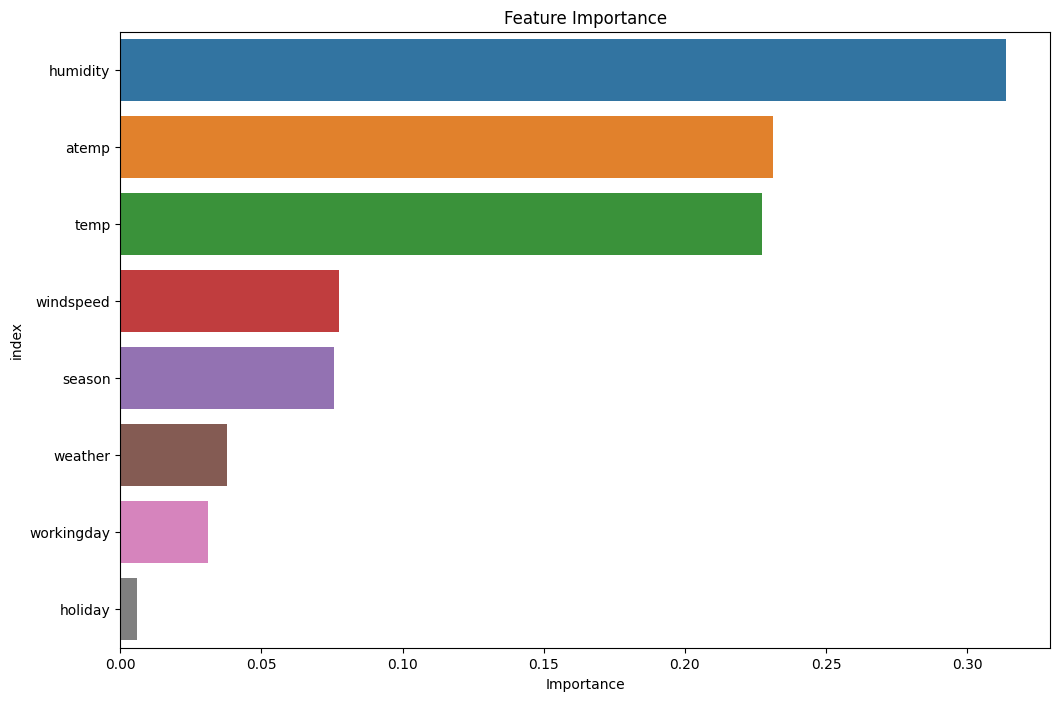 Feature Importance
humidity
atemp
temp
windspeed
season
weather
workingday
holiday
index
0.00 0.05 0.10 0.15 0.20 0.25 0.30
Importance